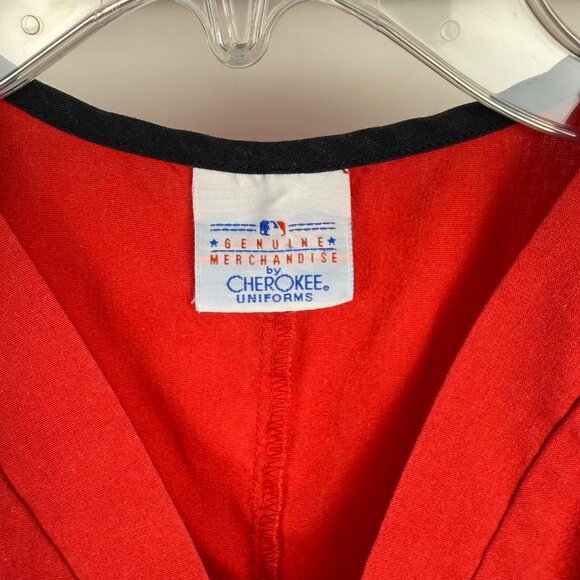 ★ GENUINE ★
MERCHANDISE
by
CHEROKEE®
UNIFORMS